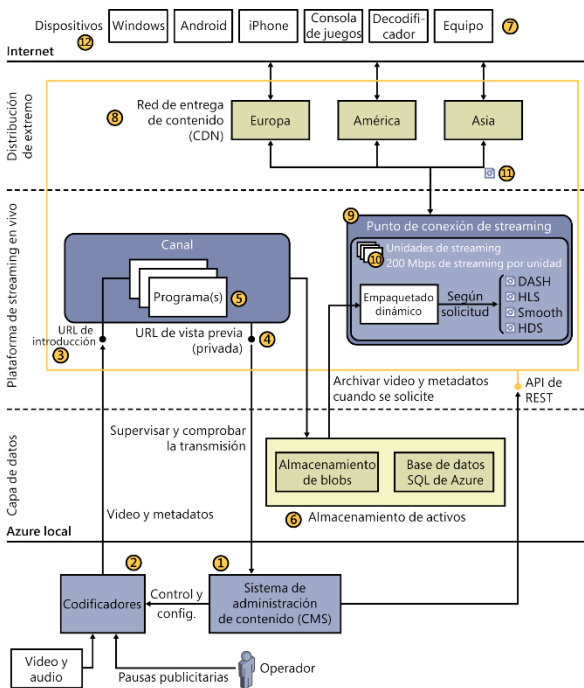 Dispositivos
12
Windows
Android
iPhone
Consola
de juegos
Decodifi-
cador
Equipo
7
Internet
Distribución
de extremo
8
Red de entrega
de contenido
(CDN)
Europa
América
Asia
11
Plataforma de streaming en vivo
9
Punto de conexión de streaming
10
Unidades de streaming
200 Mbps de streaming por unidad
Empaquetado
dinámico
Según
solicitud
DASH
HLS
Smooth
HDS
Canal
Programa(s)
5
URL de
introducción
3
URL de vista previa
(privada)
4
Archivar video y metadatos
cuando se solicite
API de
REST
Capa de datos
Supervisar y comprobar
la transmisión
Almacenamiento
de blobs
Base de datos
SQL de Azure
6
Almacenamiento de activos
Video y metadatos
Azure local
2
Codificadores
Control y
config.
1
Sistema de
administración
de contenido (CMS)
Video y
audio
Pausas publicitarias
Operador